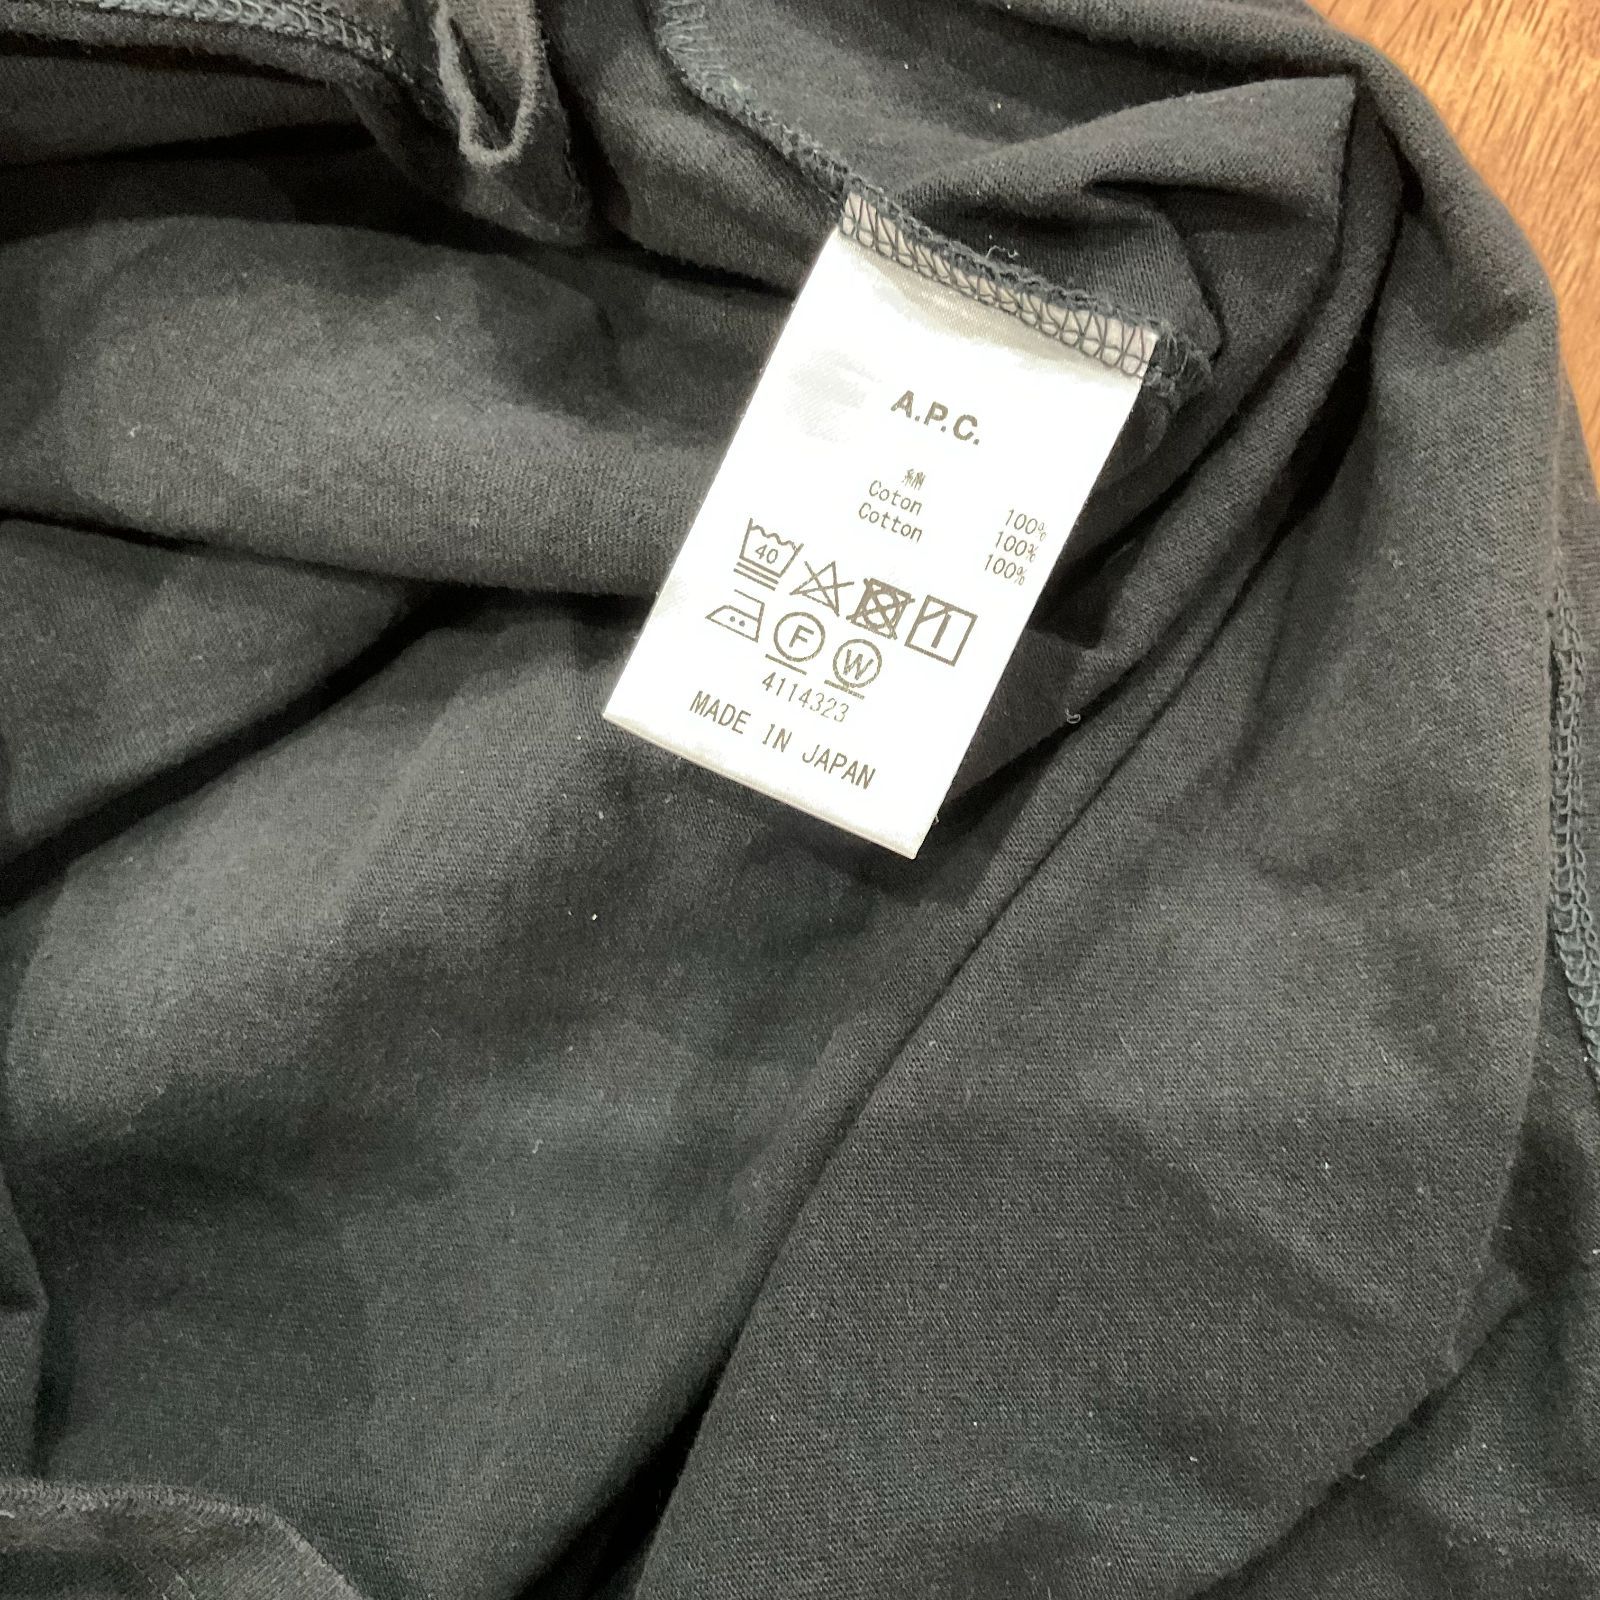 A.P.C.
綿 100%
Coton 100%
Cotton 100%
40
F W
4114323
MADE IN JAPAN